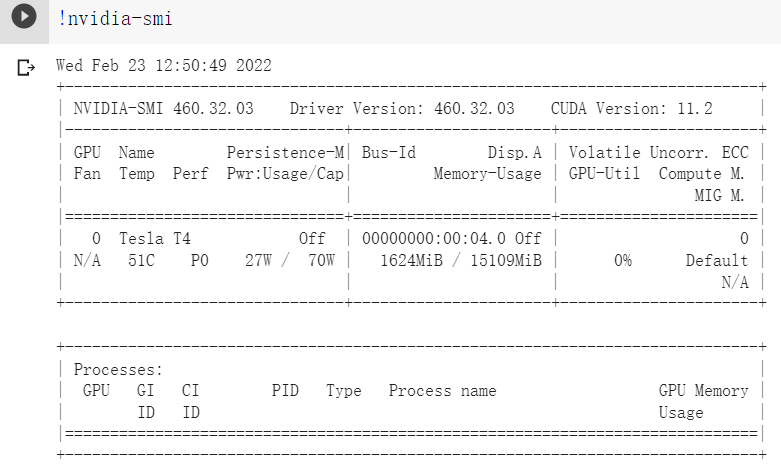 !nvidia-smi
Wed Feb 23 12:50:49 2022
+-----------------------------------------------------------------------------+
| NVIDIA-SMI 460.32.03    Driver Version: 460.32.03    CUDA Version: 11.2     |
|-------------------------------+----------------------+----------------------+
| GPU  Name        Persistence-M| Bus-Id        Disp.A | Volatile Uncorr. ECC |
| Fan  Temp  Perf  Pwr:Usage/Cap|         Memory-Usage | GPU-Util  Compute M. |
|                               |                      |               MIG M. |
|===============================+======================+======================|
|   0  Tesla T4            Off  | 00000000:00:04.0 Off |                    0 |
| N/A   51C    P0    27W /  70W |   1624MiB / 15109MiB |      0%      Default |
|                               |                      |                  N/A |
+-------------------------------+----------------------+----------------------+
+-----------------------------------------------------------------------------+
| Processes:                                                                  |
|  GPU   GI   CI        PID   Type   Process name                  GPU Memory |
|        ID   ID                                                   Usage      |
|=============================================================================|
+-----------------------------------------------------------------------------+